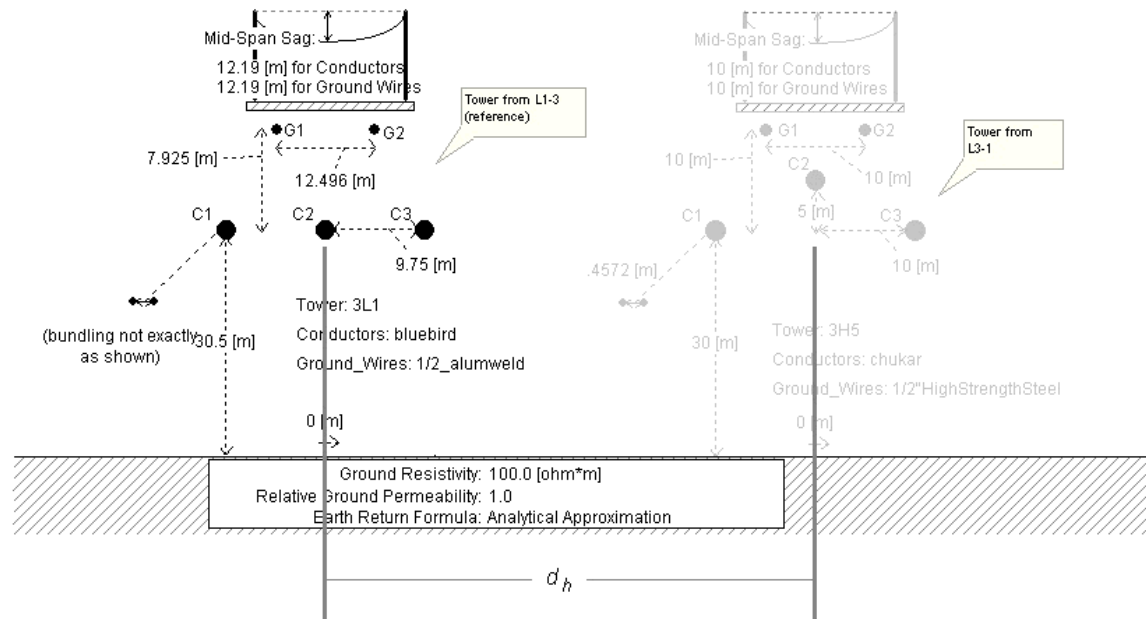 Mid-Span Sag:
12.19 [m] for Conductors
12.19 [m] for Ground Wires
Tower from L1-3
(reference)
G1
G2
7.925 [m]
12.496 [m]
C1
C2
C3
9.75 [m]
(bundling not exactly
as shown)
30.5 [m]
Tower: 3L1
Conductors: bluebird
Ground_Wires: 1/2_alumweld
0 [m]
Mid-Span Sag:
10 [m] for Conductors
10 [m] for Ground Wires
Tower from
L3-1
G1
G2
10 [m]
C2
10 [m]
C1
5 [m]
C3
.4572 [m]
10 [m]
30 [m]
Tower: 3H5
Conductors: chukar
Ground_Wires: 1/2"HighStrengthSteel
0 [m]
Ground Resistivity: 100.0 [ohm*m]
Relative Ground Permeability: 1.0
Earth Return Formula: Analytical Approximation
d h